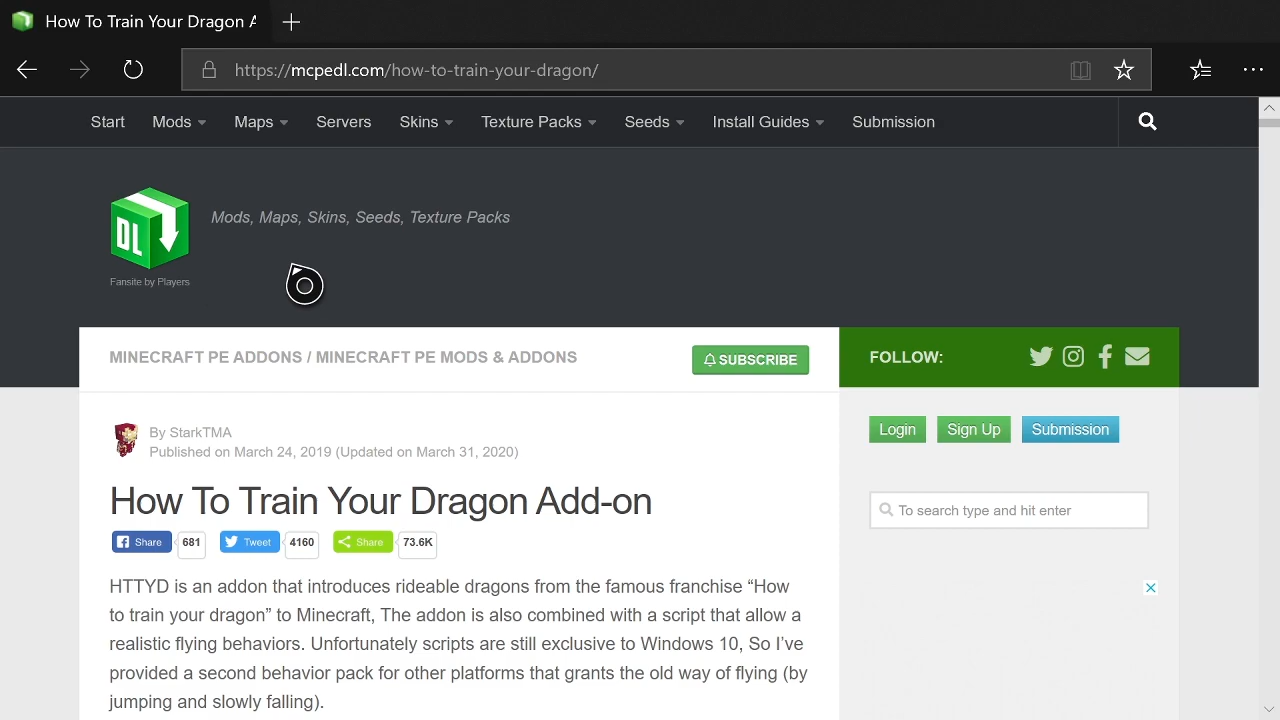 How To Train Your Dragon A
https://mcpedl.com/how-to-train-your-dragon/
Start Mods Maps Servers Skins Texture Packs Seeds Install Guides Submission
DL
Mods, Maps, Skins, Seeds, Texture Packs
Fansite by Players
MINECRAFT PE ADDONS / MINECRAFT PE MODS & ADDONS
SUBSCRIBE
FOLLOW:
By StarkTMA
Published on March 24, 2019 (Updated on March 31, 2020)
Login Sign Up Submission
How To Train Your Dragon Add-on
To search type and hit enter
Share 681 Tweet 4160 Share 73.6K
HTTYD is an addon that introduces rideable dragons from the famous franchise “How
to train your dragon” to Minecraft, The addon is also combined with a script that allow a
realistic flying behaviors. Unfortunately scripts are still exclusive to Windows 10, So I’ve
provided a second behavior pack for other platforms that grants the old way of flying (by
jumping and slowly falling).